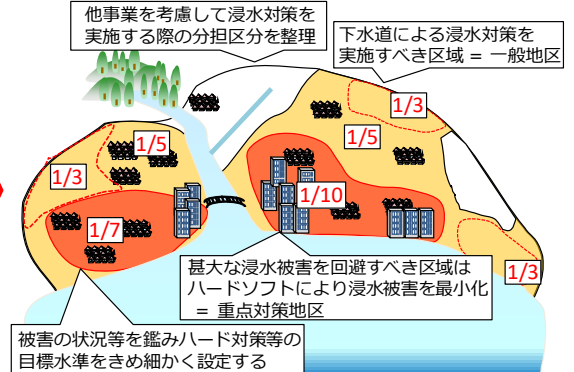 他事業を考慮して浸水対策を
実施する際の分担区分を整理
下水道による浸水対策を
実施すべき区域 = 一般地区
1/3
1/5
1/5
1/3
1/10
1/7
1/3
甚大な浸水被害を回避すべき区域は
ハードソフトにより浸水被害を最小化
= 重点対策地区
被害の状況等を鑑みハード対策等の
目標水準をきめ細かく設定する